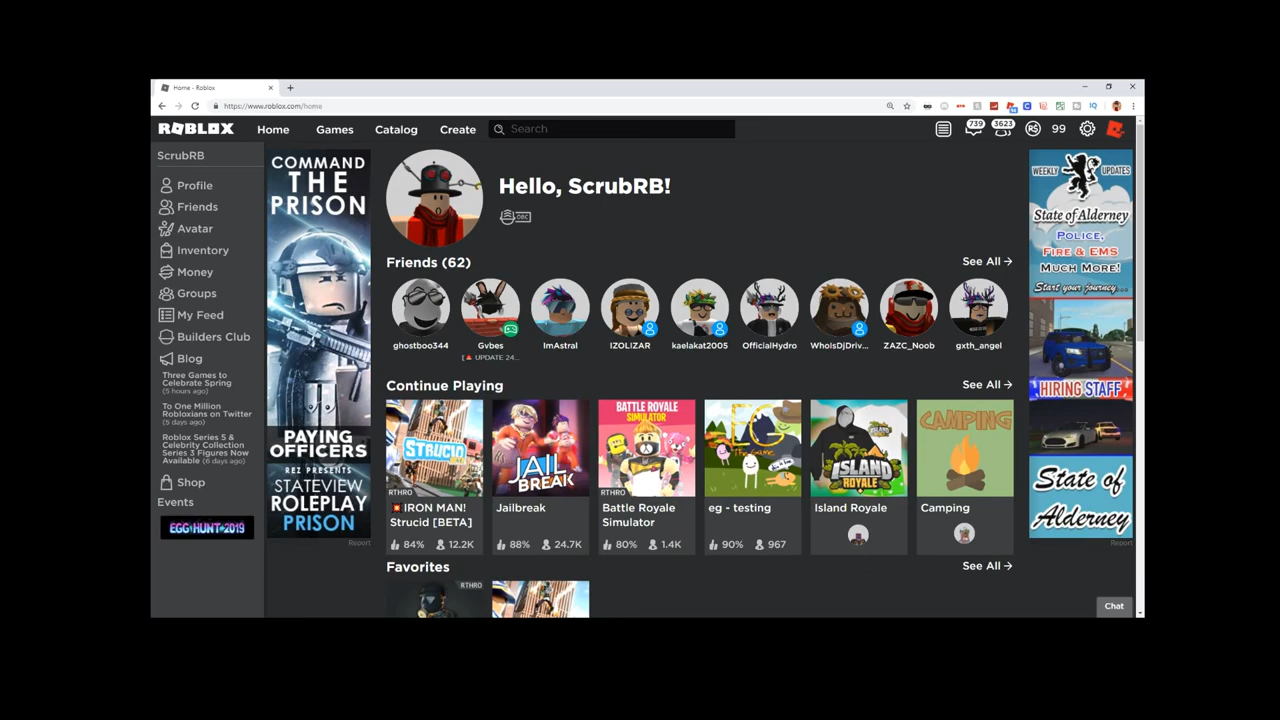 Home - Roblox
https://www.roblox.com/home
ROBLOX
Home
Games
Catalog
Create
Search
739
3623
99
ScrubRB
Profile
Friends
Avatar
Inventory
Money
Groups
My Feed
Builders Club
Blog
Three Games to
Celebrate Spring
(5 hours ago)
To One Million
Robloxians on Twitter
(5 days ago)
Roblox Series 5 &
Celebrity Collection
Series 3 Figures Now
Available (6 days ago)
Shop
Events
EGG HUNT 2019
COMMAND
THE
PRISON
PAYING
OFFICERS
REZ PRESENTS
STATEVIEW
ROLEPLAY
PRISON
Report
Hello, ScrubRB!
OBC
Friends (62)
See All →
ghostboo344
Gvbes
[🔺 UPDATE 24...
ImAstral
IZOLIZAR
kaelakat2005
OfficialHydro
WhoIsDjDriv...
ZAZC_Noob
gxth_angel
Continue Playing
See All →
STRUCID
RTHRO
💥IRON MAN!
Strucid [BETA]
84% 12.2K
JAIL
BREAK
Jailbreak
88% 24.7K
BATTLE ROYALE
SIMULATOR
RTHRO
Battle Royale
Simulator
80% 1.4K
EG
The Game
eg - testing
90% 967
ISLAND
ROYALE
Island Royale
CAMPING
Camping
Favorites
See All →
RTHRO
WEEKLY UPDATES
State of Alderney
POLICE,
FIRE & EMS
MUCH MORE!
Start your journey...
HIRING STAFF
State of
Alderney
Report
Chat